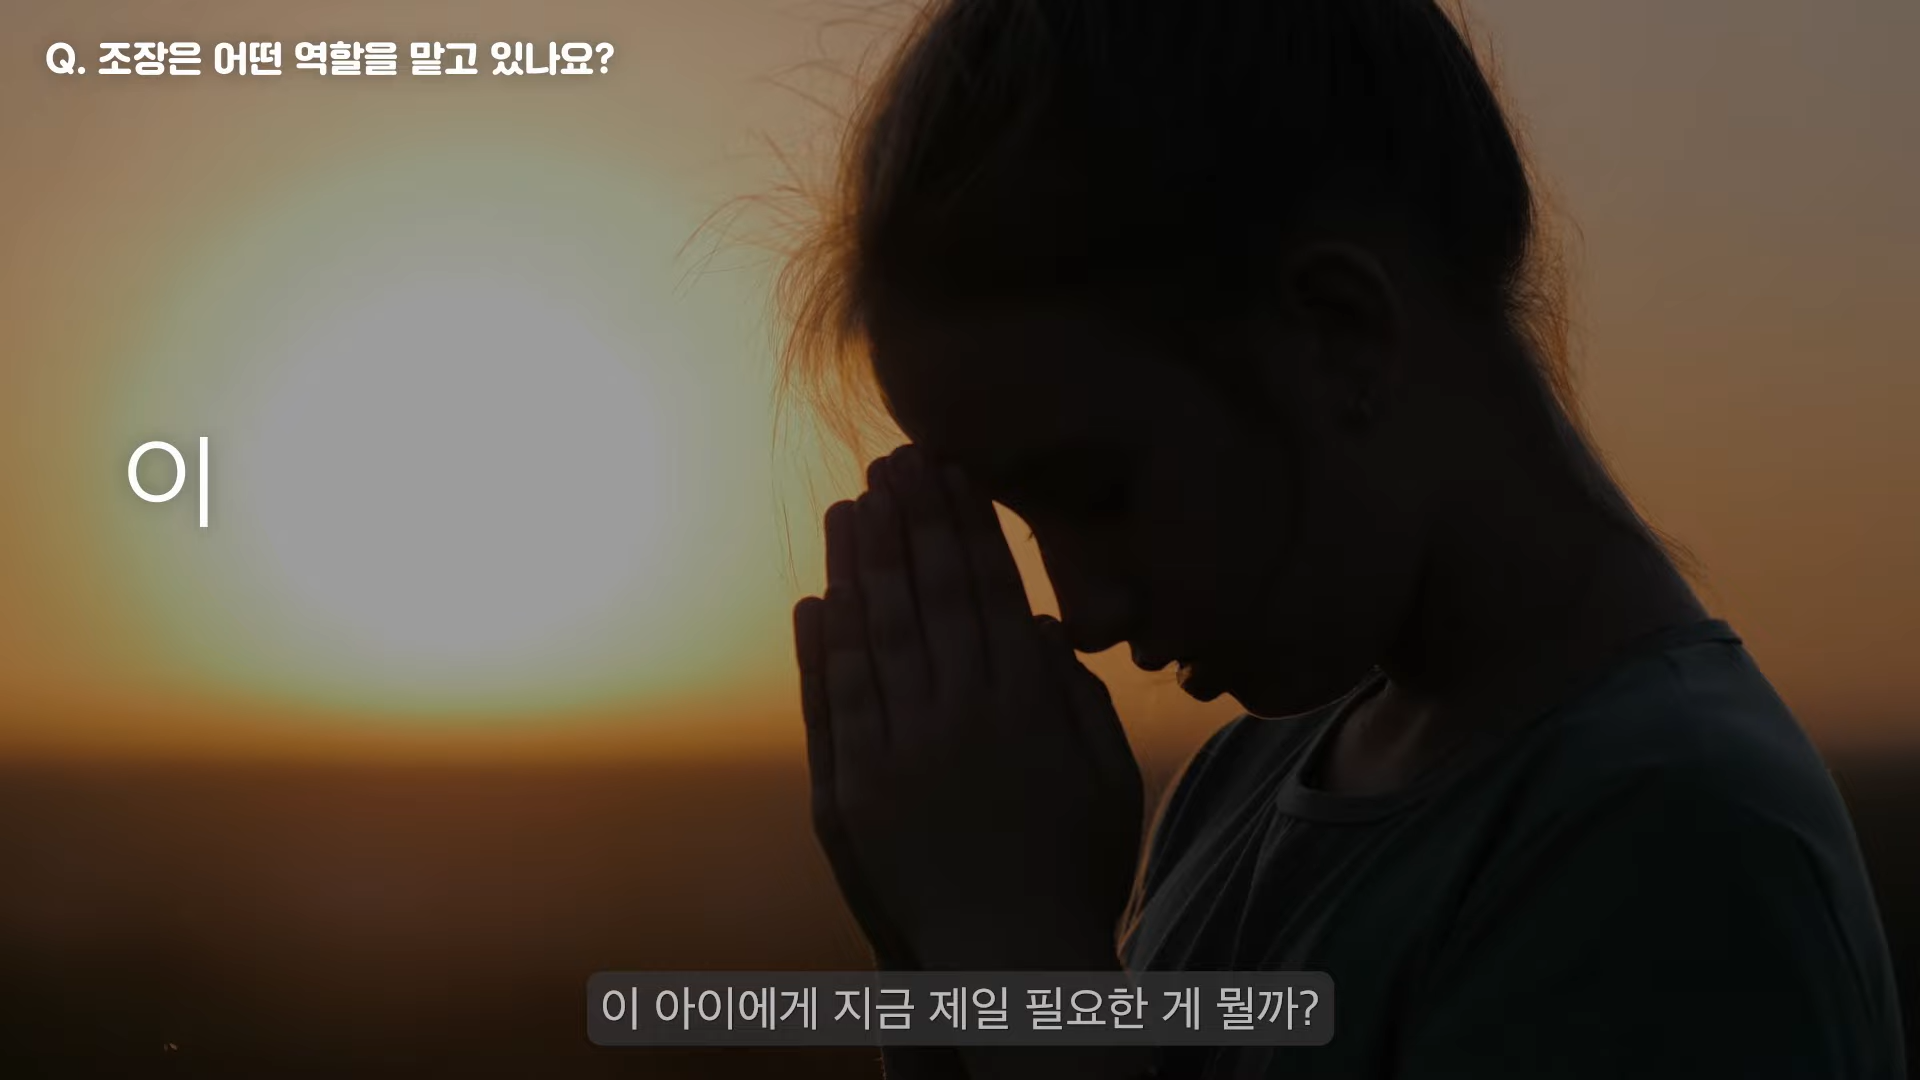 Q. 조장은 어떤 역할을 맡고 있나요?
이
이 아이에게 지금 제일 필요한 게 뭘까?